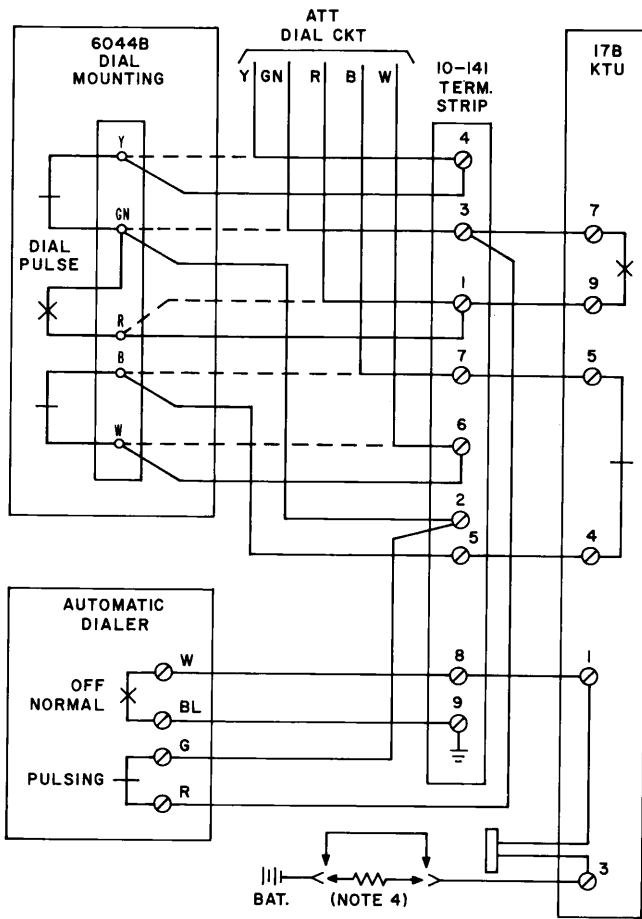 ATT
DIAL CKT
6044B
DIAL
MOUNTING
Y GN R B W
10-141
TERM.
STRIP
17B
KTU
Y
4
GN
3
7
DIAL
PULSE
1
9
R
B
7
5
W
6
2
5
4
AUTOMATIC
DIALER
W
8
1
OFF
NORMAL
BL
9
G
PULSING
R
3
BAT.
(NOTE 4)